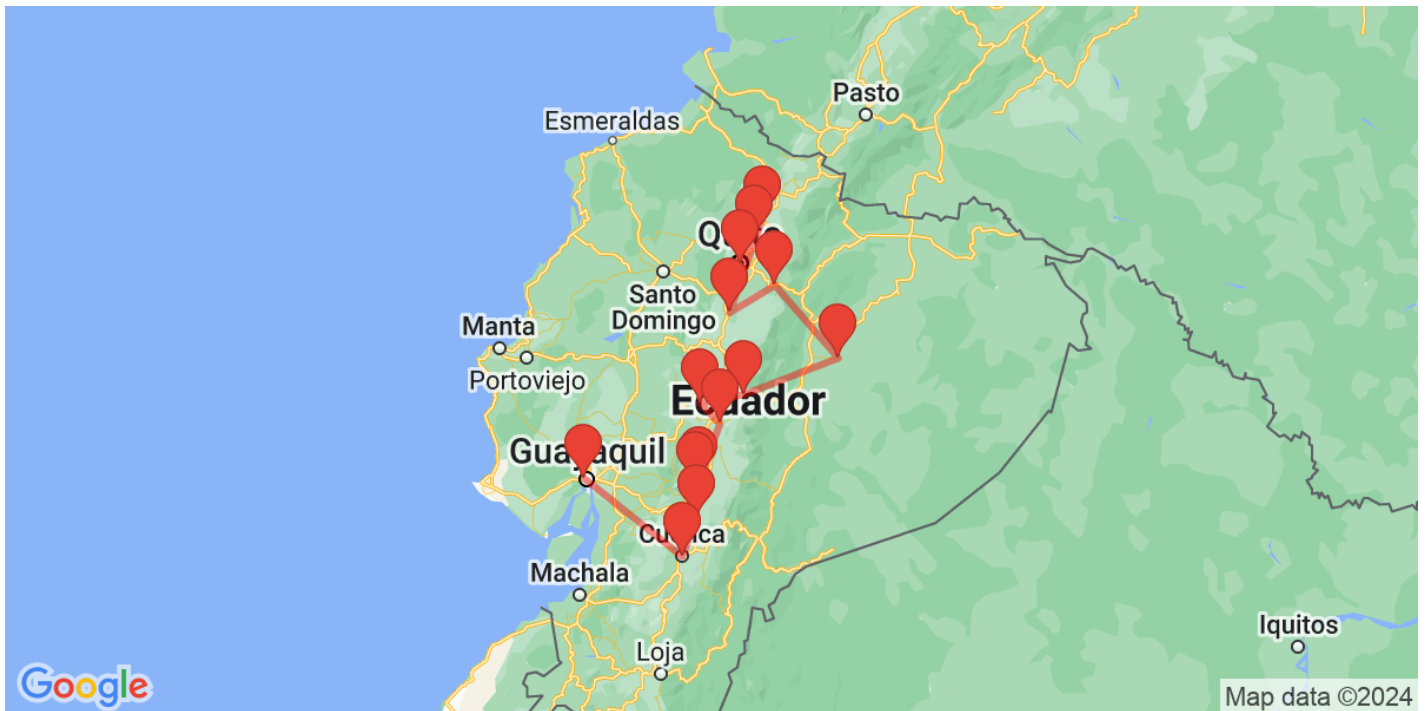 Pasto
Esmeraldas
Santo
Domingo
Manta
Portoviejo
Ecuador
Guayaquil
Machala
Loja
Iquitos
Google
Map data ©2024